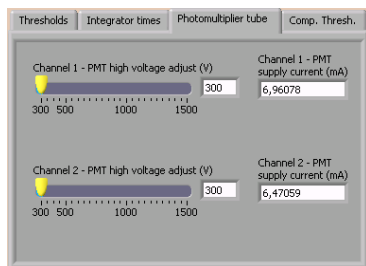 Thresholds Integrator times Photomultiplier tube Comp. Thresh.
Channel 1 - PMT high voltage adjust (V)
300
300 500 1000 1500
Channel 1 - PMT
supply current (mA)
6,96078
Channel 2 - PMT high voltage adjust (V)
300
300 500 1000 1500
Channel 2 - PMT
supply current (mA)
6,47059